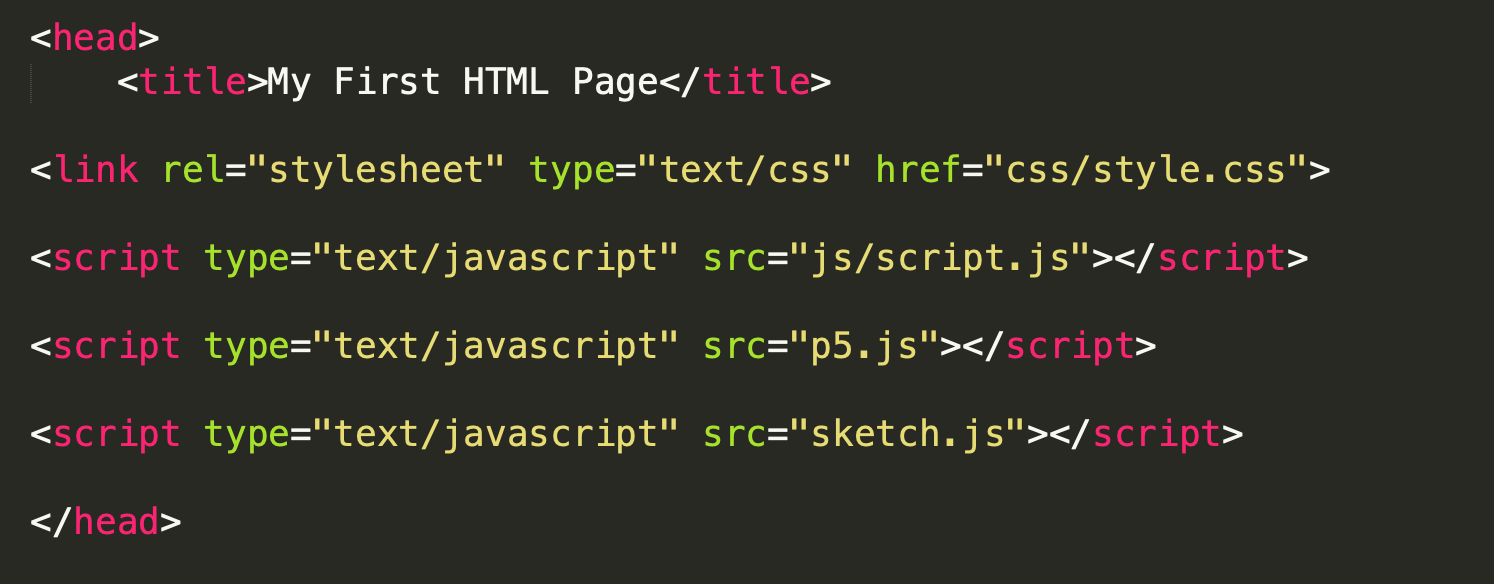 <head>
<title>My First HTML Page</title>
<link rel="stylesheet" type="text/css" href="css/style.css">
<script type="text/javascript" src="js/script.js"></script>
<script type="text/javascript" src="p5.js"></script>
<script type="text/javascript" src="sketch.js"></script>
</head>